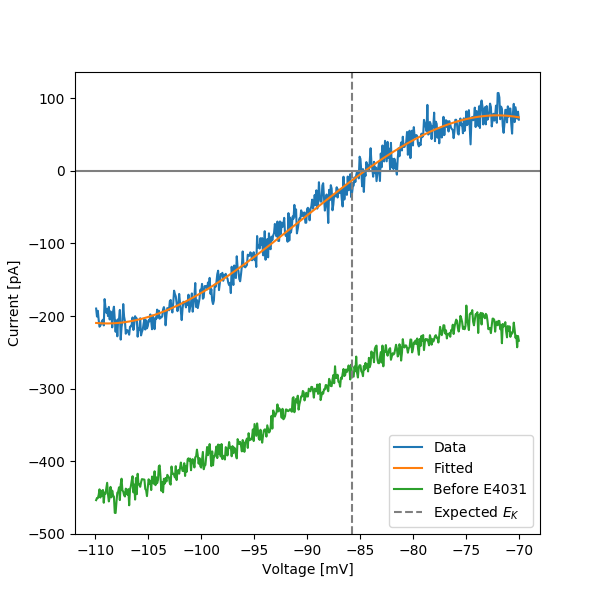 100
0
−100
−200
−300
−400
−500
Current [pA]
Data
Fitted
Before E4031
Expected E_K
−110 −105 −100 −95 −90 −85 −80 −75 −70
Voltage [mV]